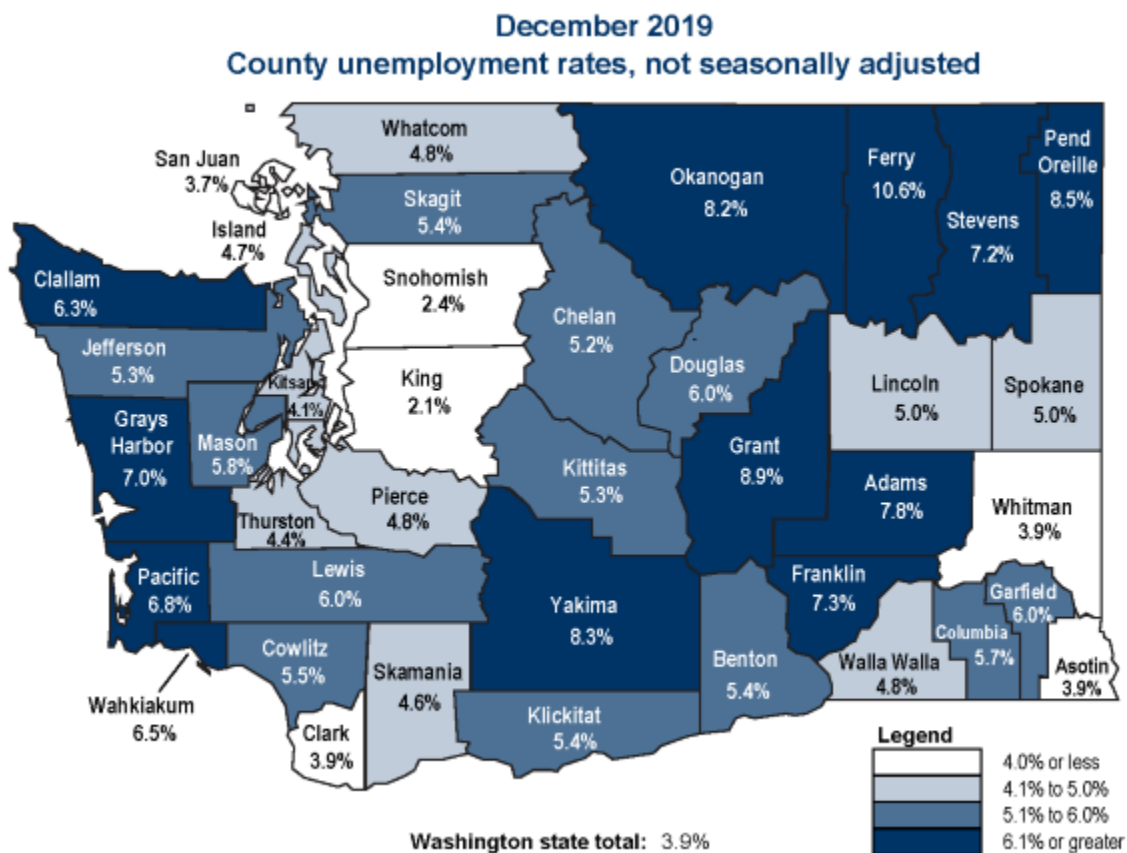 December 2019
County unemployment rates, not seasonally adjusted
Whatcom
4.8%
San Juan
3.7%
Skagit
5.4%
Island
4.7%
Okanogan
8.2%
Ferry
10.6%
Stevens
7.2%
Pend
Oreille
8.5%
Clallam
6.3%
Snohomish
2.4%
Chelan
5.2%
Jefferson
5.3%
Douglas
6.0%
Kitsap
4.1%
King
2.1%
Lincoln
5.0%
Spokane
5.0%
Grays
Harbor
7.0%
Mason
5.8%
Grant
8.9%
Kittitas
5.3%
Adams
7.8%
Pierce
4.8%
Whitman
3.9%
Thurston
4.4%
Pacific
6.8%
Lewis
6.0%
Yakima
8.3%
Franklin
7.3%
Garfield
6.0%
Columbia
5.7%
Cowlitz
5.5%
Skamania
4.6%
Benton
5.4%
Walla Walla
4.8%
Asotin
3.9%
Wahkiakum
6.5%
Clark
3.9%
Klickitat
5.4%
Legend
4.0% or less
4.1% to 5.0%
5.1% to 6.0%
6.1% or greater
Washington state total: 3.9%